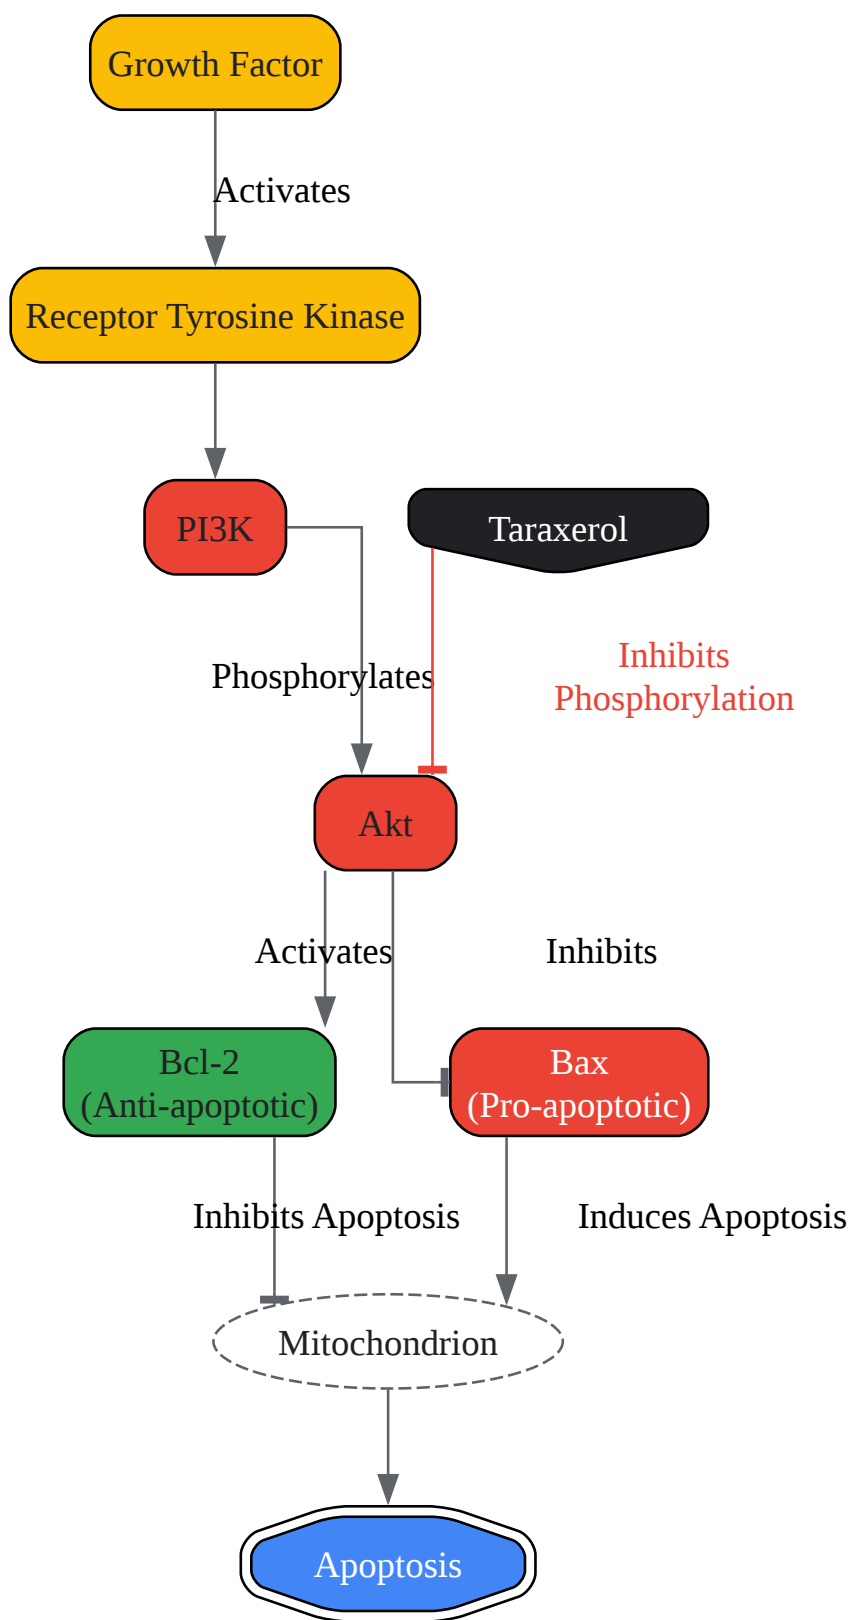 Growth Factor
Activates
Receptor Tyrosine Kinase
PI3K
Taraxerol
Phosphorylates
Inhibits
Phosphorylation
Akt
Activates
Inhibits
Bcl-2
(Anti-apoptotic)
Bax
(Pro-apoptotic)
Inhibits Apoptosis
Induces Apoptosis
Mitochondrion
Apoptosis